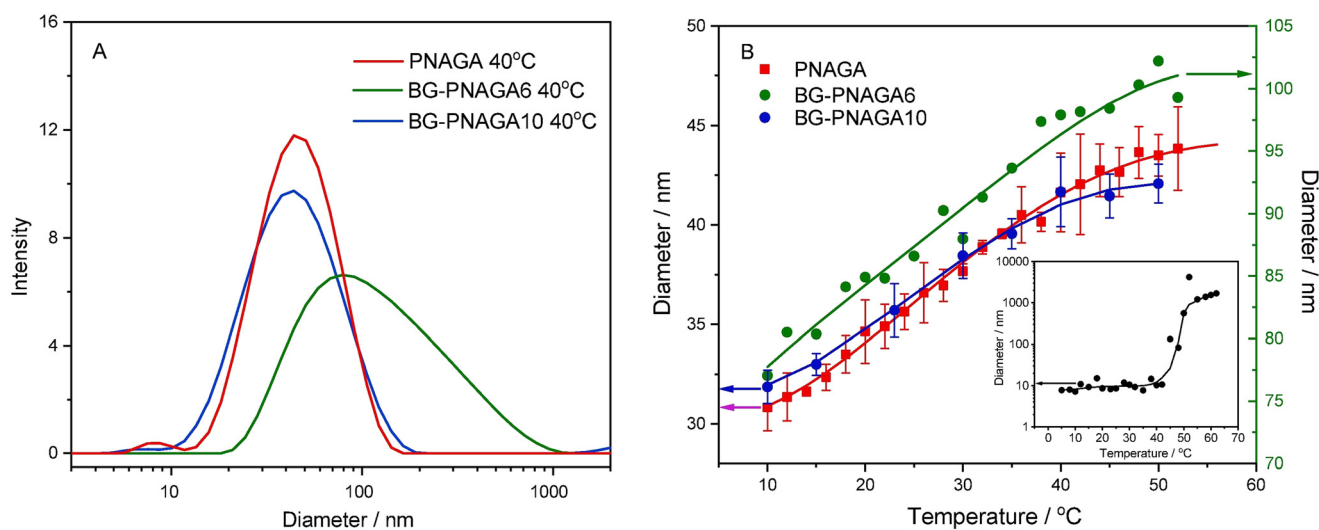 A
PNAGA 40°C
BG-PNAGA6 40°C
BG-PNAGA10 40°C
16
12
8
4
0
Intensity
10
100
1000
Diameter / nm
B
PNAGA
BG-PNAGA6
BG-PNAGA10
50
45
40
35
30
Diameter / nm
105
100
95
90
85
80
75
70
Diameter / nm
10
20
30
40
50
60
Temperature / °C
10000
1000
100
10
1
Diameter / nm
0
10
20
30
40
50
60
70
Temperature / °C